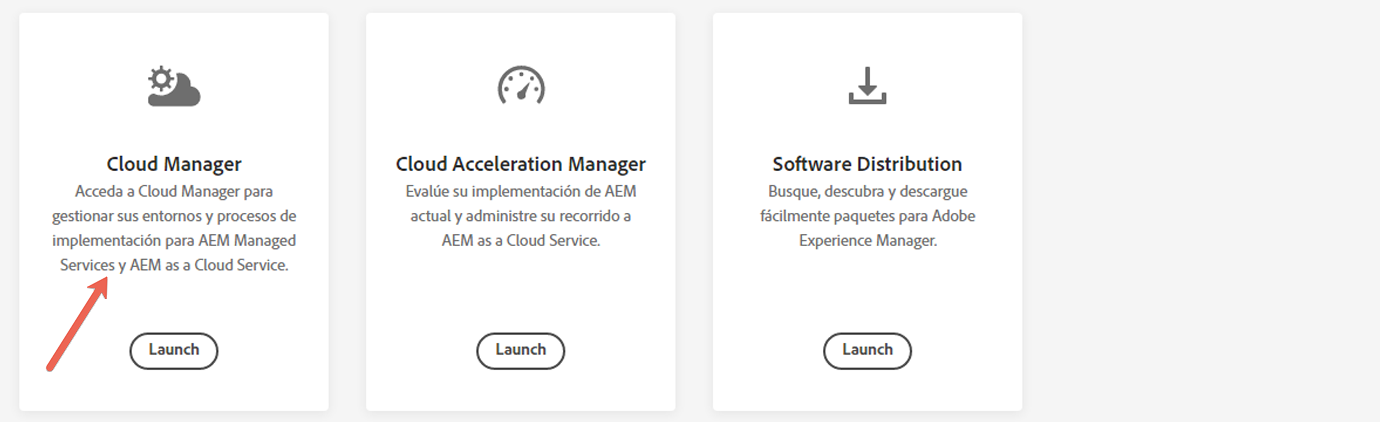 Cloud Manager
Acceda a Cloud Manager para
gestionar sus entornos y procesos de
implementación para AEM Managed
Services y AEM as a Cloud Service.
Launch
Cloud Acceleration Manager
Evalúe su implementación de AEM
actual y administre su recorrido a
AEM as a Cloud Service.
Launch
Software Distribution
Busque, descubra y descargue
fácilmente paquetes para Adobe
Experience Manager.
Launch